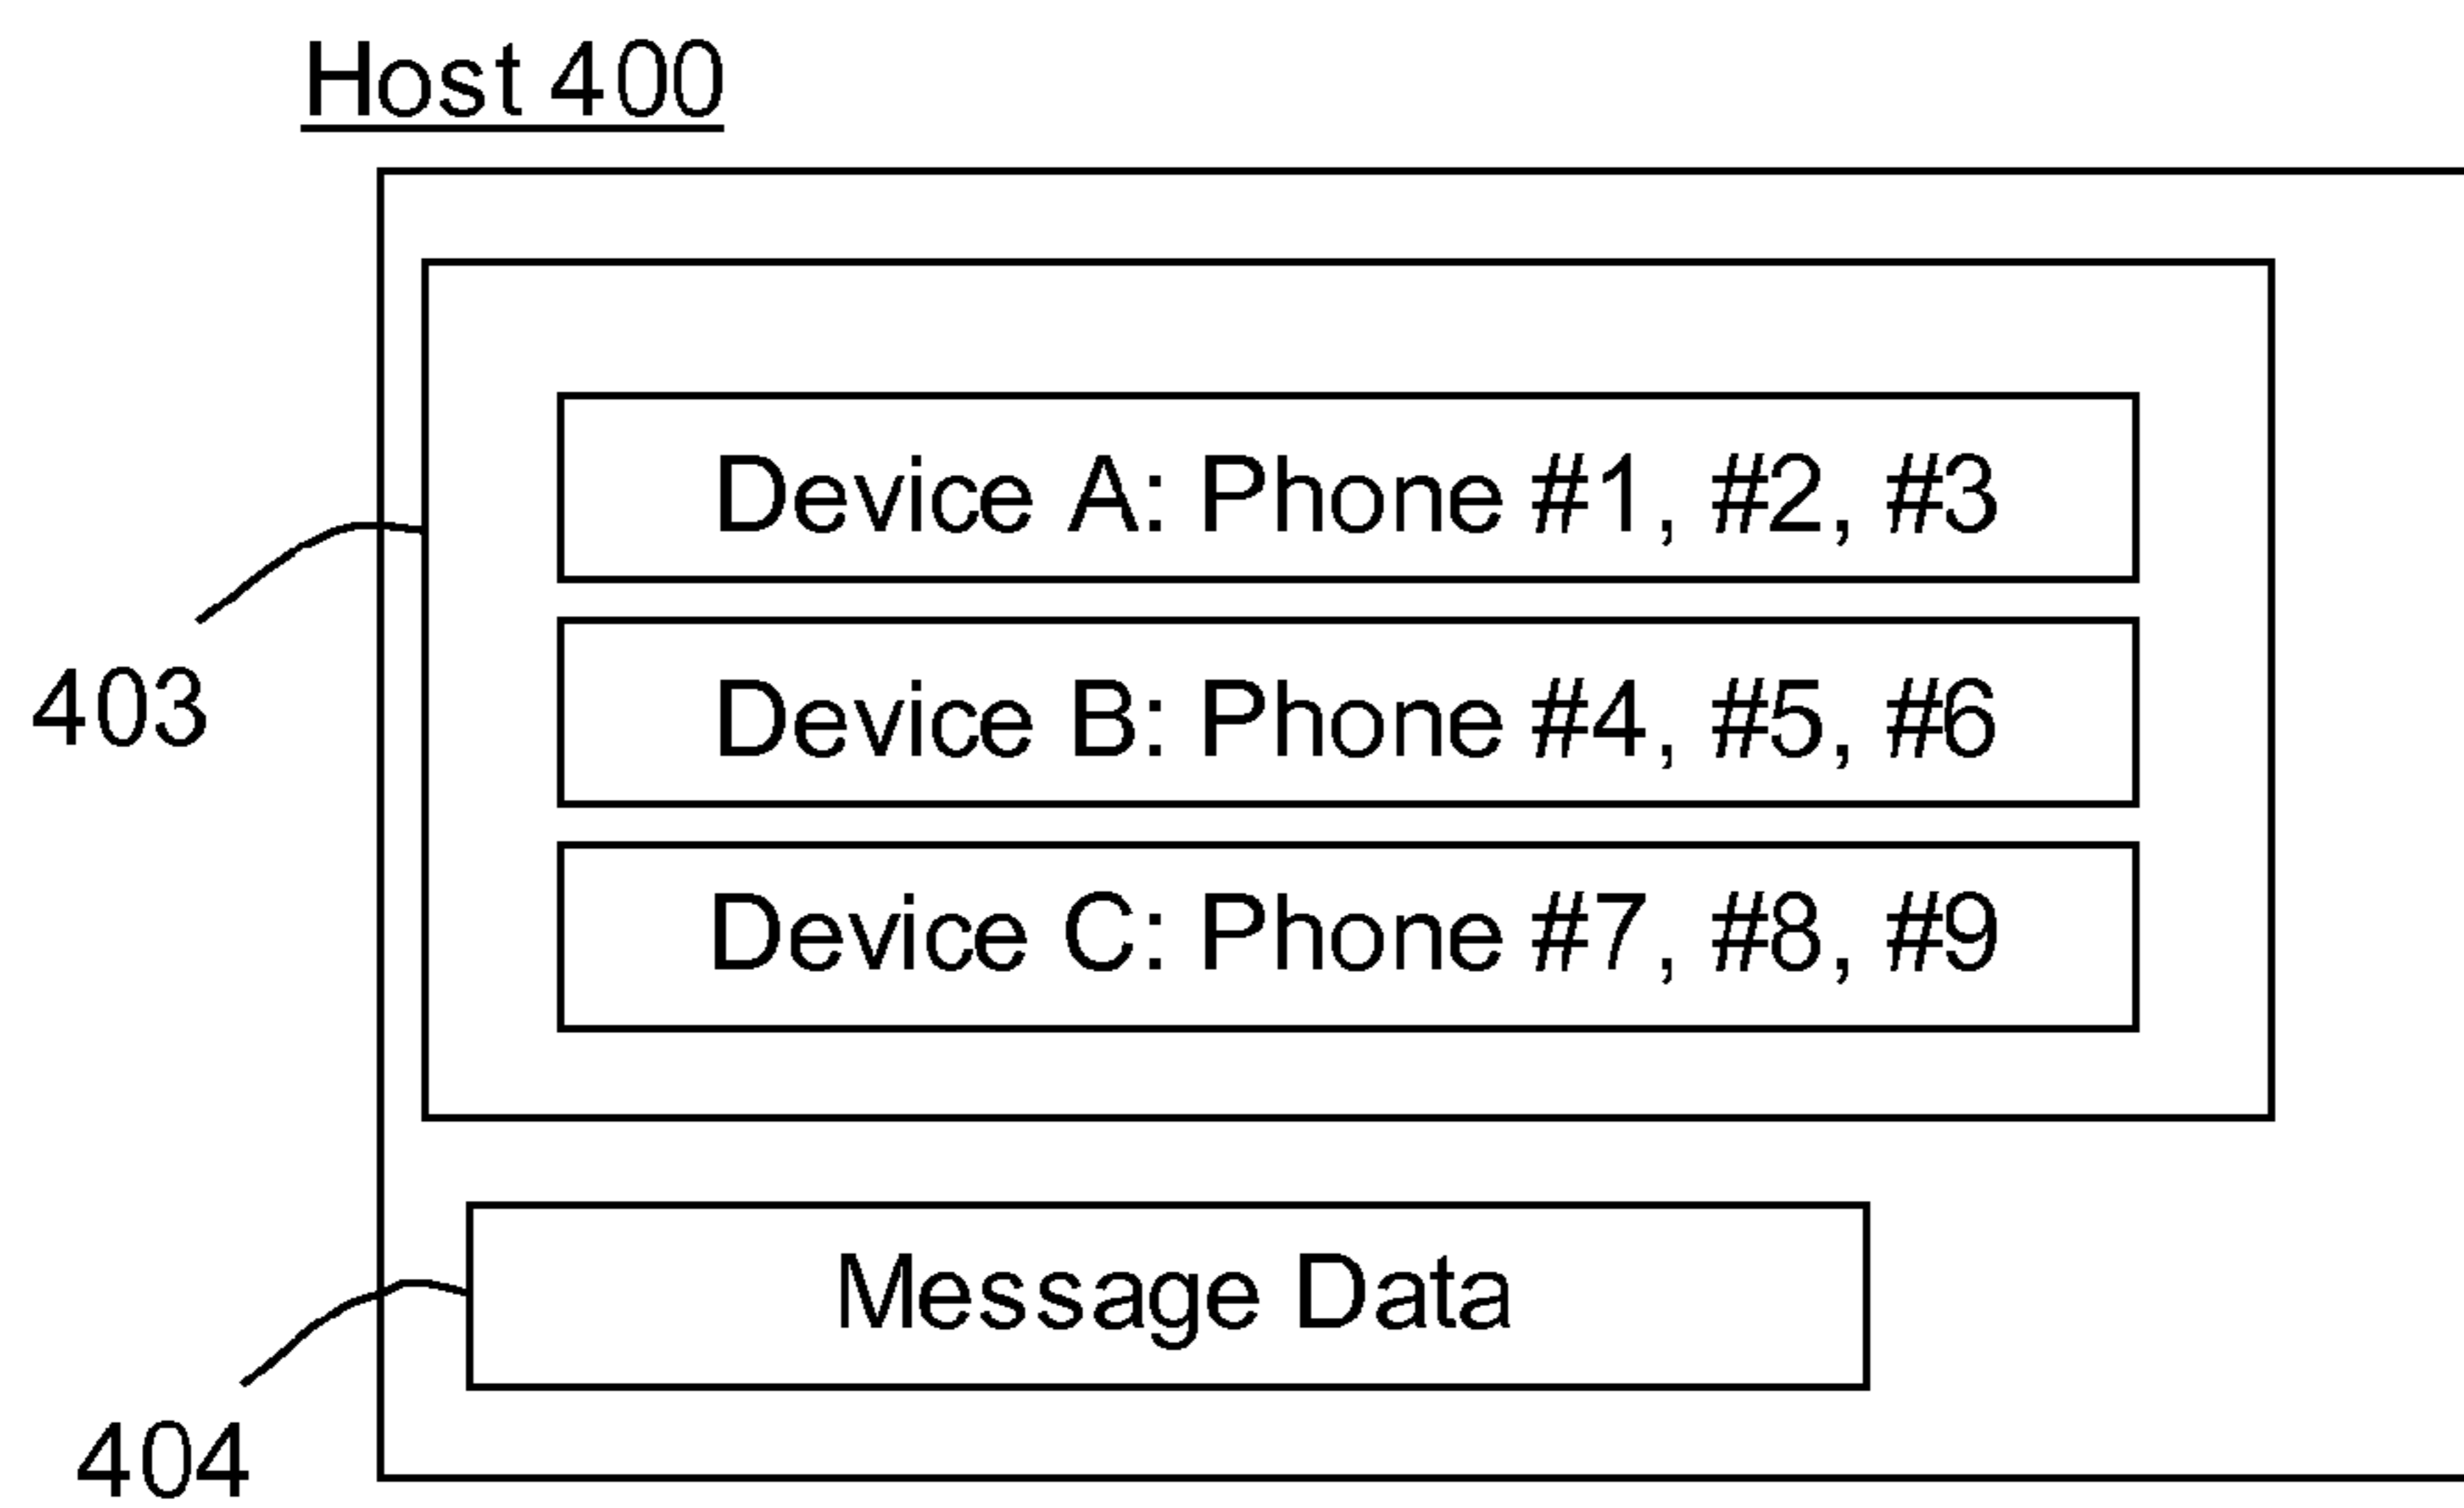 Host 400
Device A: Phone #1, #2, #3
Device B: Phone #4, #5, #6
403
Device C: Phone #7, #8, #9
Message Data
404